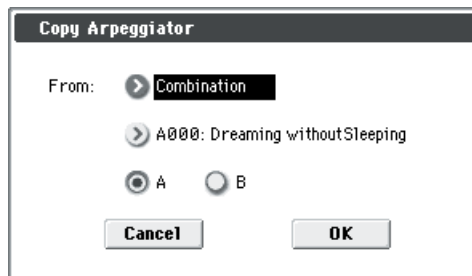 Copy Arpeggiator
From: Combination
A000: Dreaming withoutSleeping
A B
Cancel OK